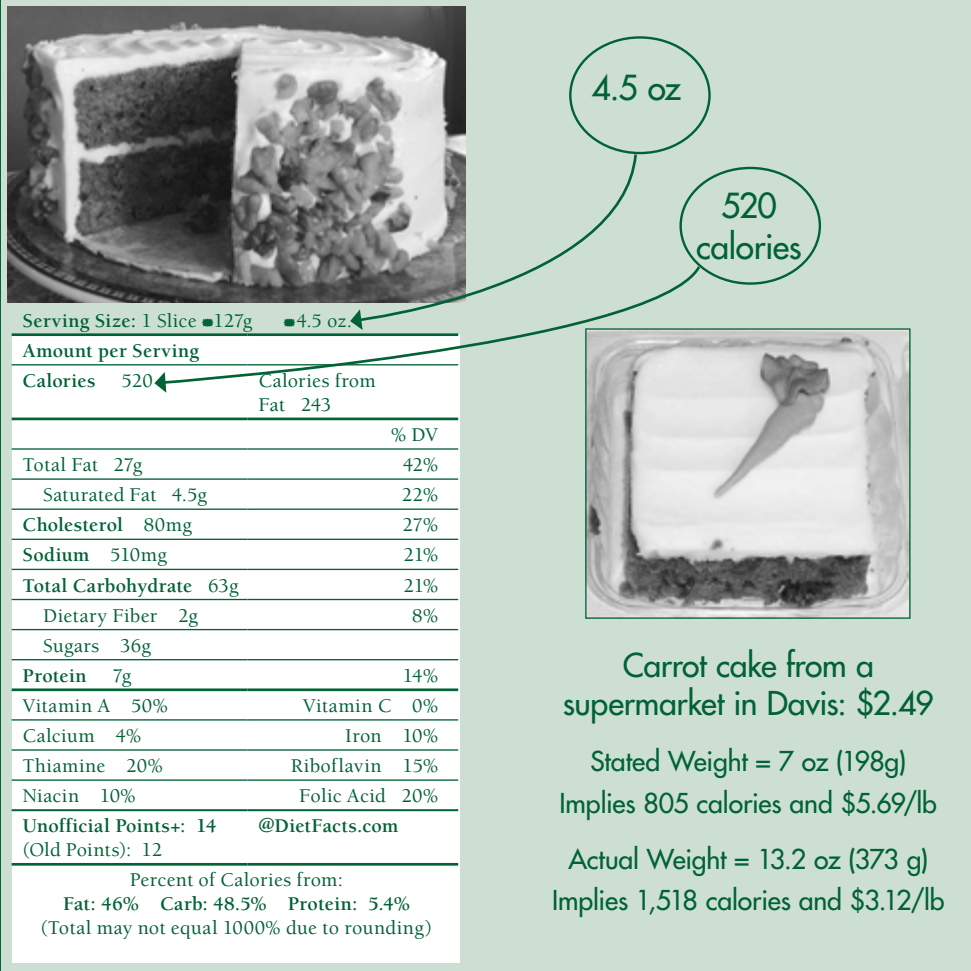 4.5 oz
520
calories
Serving Size: 1 Slice 127g 4.5 oz.
Amount per Serving
Calories 520 Calories from
Fat 243
% DV
Total Fat 27g 42%
Saturated Fat 4.5g 22%
Cholesterol 80mg 27%
Sodium 510mg 21%
Total Carbohydrate 63g 21%
Dietary Fiber 2g 8%
Sugars 36g
Protein 7g 14%
Vitamin A 50% Vitamin C 0%
Calcium 4% Iron 10%
Thiamine 20% Riboflavin 15%
Niacin 10% Folic Acid 20%
Unofficial Points+: 14 @DietFacts.com
(Old Points): 12
Percent of Calories from:
Fat: 46% Carb: 48.5% Protein: 5.4%
(Total may not equal 1000% due to rounding)
Carrot cake from a
supermarket in Davis: $2.49
Stated Weight = 7 oz (198g)
Implies 805 calories and $5.69/lb
Actual Weight = 13.2 oz (373 g)
Implies 1,518 calories and $3.12/lb